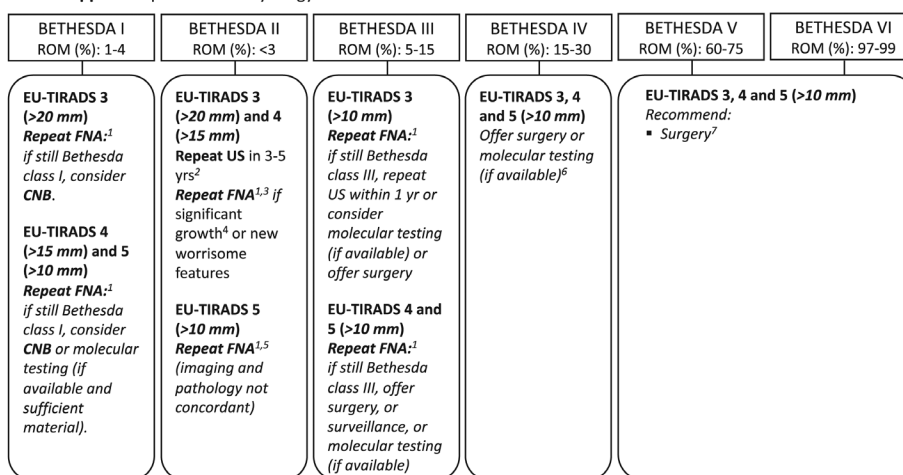 BETHESDA I
ROM (%): 1-4
BETHESDA II
ROM (%): <3
BETHESDA III
ROM (%): 5-15
BETHESDA IV
ROM (%): 15-30
BETHESDA V
ROM (%): 60-75
BETHESDA VI
ROM (%): 97-99
EU-TIRADS 3
(>20 mm)
Repeat FNA:¹
if still Bethesda
class I, consider
CNB.
EU-TIRADS 4
(>15 mm) and 5
(>10 mm)
Repeat FNA:¹
if still Bethesda
class I, consider
CNB or molecular
testing (if
available and
sufficient
material).
EU-TIRADS 3
(>20 mm) and 4
(>15 mm)
Repeat US in 3-5
yrs²
Repeat FNA¹,³ if
significant
growth⁴ or new
worrisome
features
EU-TIRADS 5
(>10 mm)
Repeat FNA¹,⁵
(imaging and
pathology not
concordant)
EU-TIRADS 3
(>10 mm)
Repeat FNA:¹
if still Bethesda
class III, repeat
US within 1 yr or
consider
molecular testing
(if available) or
offer surgery
EU-TIRADS 4 and
5 (>10 mm)
Repeat FNA:¹
if still Bethesda
class III, offer
surgery, or
surveillance, or
molecular testing
(if available)
EU-TIRADS 3, 4
and 5 (>10 mm)
Offer surgery or
molecular testing
(if available)⁶
EU-TIRADS 3, 4 and 5 (>10 mm)
Recommend:
▪ Surgery⁷